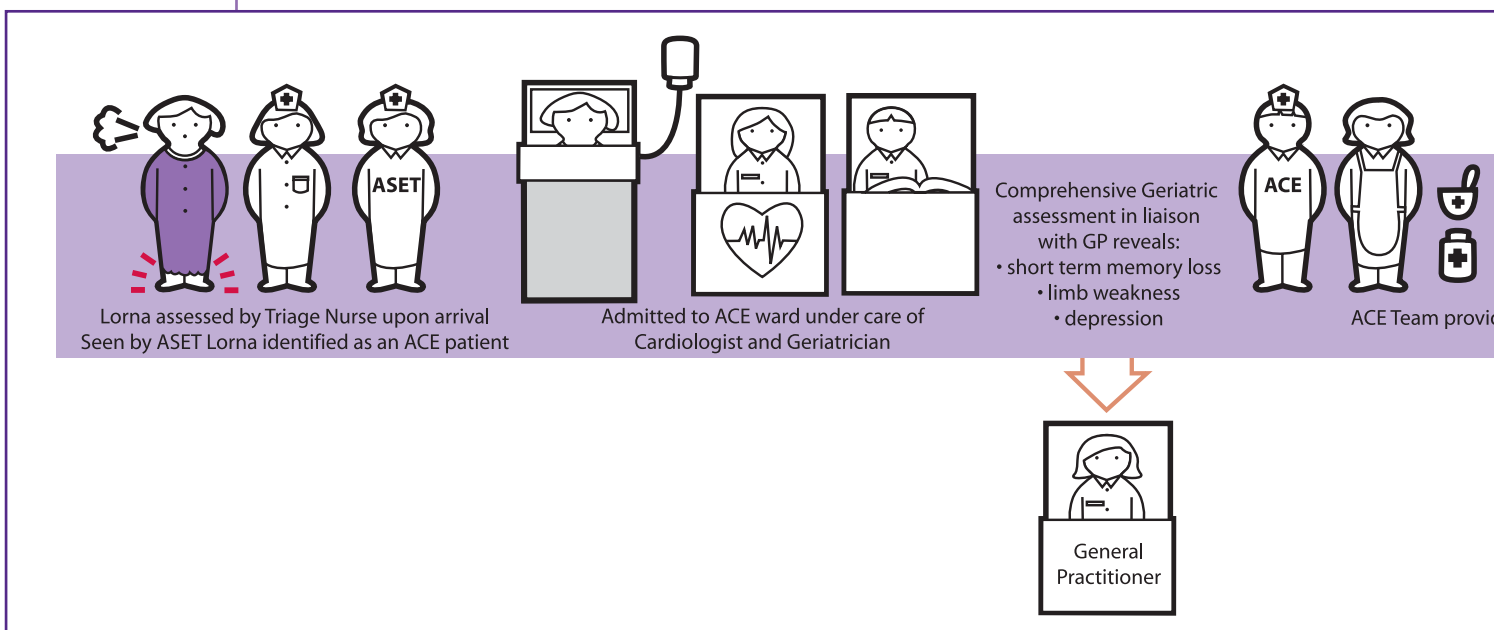 ASET
Lorna assessed by Triage Nurse upon arrival
Seen by ASET Lorna identified as an ACE patient
Admitted to ACE ward under care of
Cardiologist and Geriatrician
Comprehensive Geriatric
assessment in liaison
with GP reveals:
• short term memory loss
• limb weakness
• depression
ACE
ACE Team
General
Practitioner